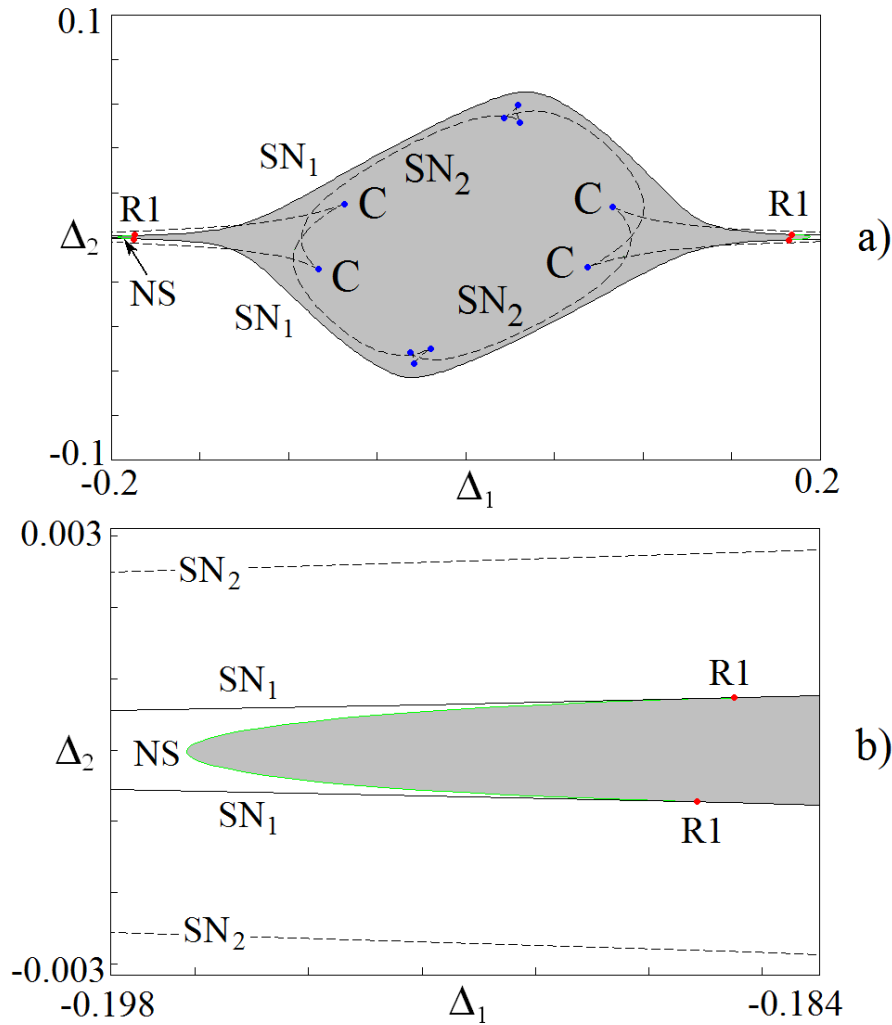 0.1
SN₁
SN₂
C
C
R1
R1
Δ₂
a)
NS
C
C
SN₁
SN₂
-0.1
-0.2
Δ₁
0.2
0.003
SN₂
SN₁
R1
NS
Δ₂
b)
SN₁
R1
SN₂
-0.003
-0.198
Δ₁
-0.184